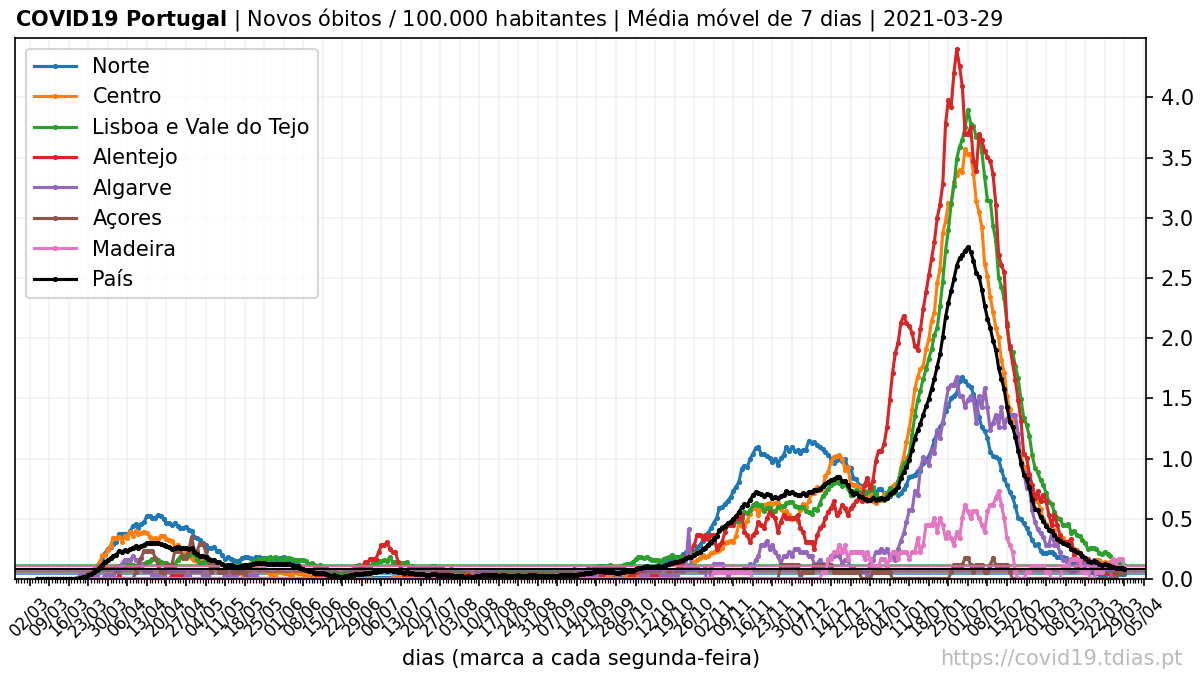 COVID19 Portugal | Novos óbitos / 100.000 habitantes | Média móvel de 7 dias | 2021-03-29
Norte
Centro
Lisboa e Vale do Tejo
Alentejo
Algarve
Açores
Madeira
País
4.0
3.5
3.0
2.5
2.0
1.5
1.0
0.5
0.0
02/03 09/03 16/03 23/03 30/03 06/04 13/04 20/04 27/04 04/05 11/05 18/05 25/05 01/06 08/06 15/06 22/06 29/06 06/07 13/07 20/07 27/07 03/08 10/08 17/08 24/08 31/08 07/09 14/09 21/09 28/09 05/10 12/10 19/10 26/10 02/11 09/11 16/11 23/11 30/11 07/12 14/12 21/12 28/12 04/01 11/01 18/01 25/01 01/02 08/02 15/02 22/02 01/03 08/03 15/03 22/03 29/03 05/04
dias (marca a cada segunda-feira)
https://covid19.tdias.pt